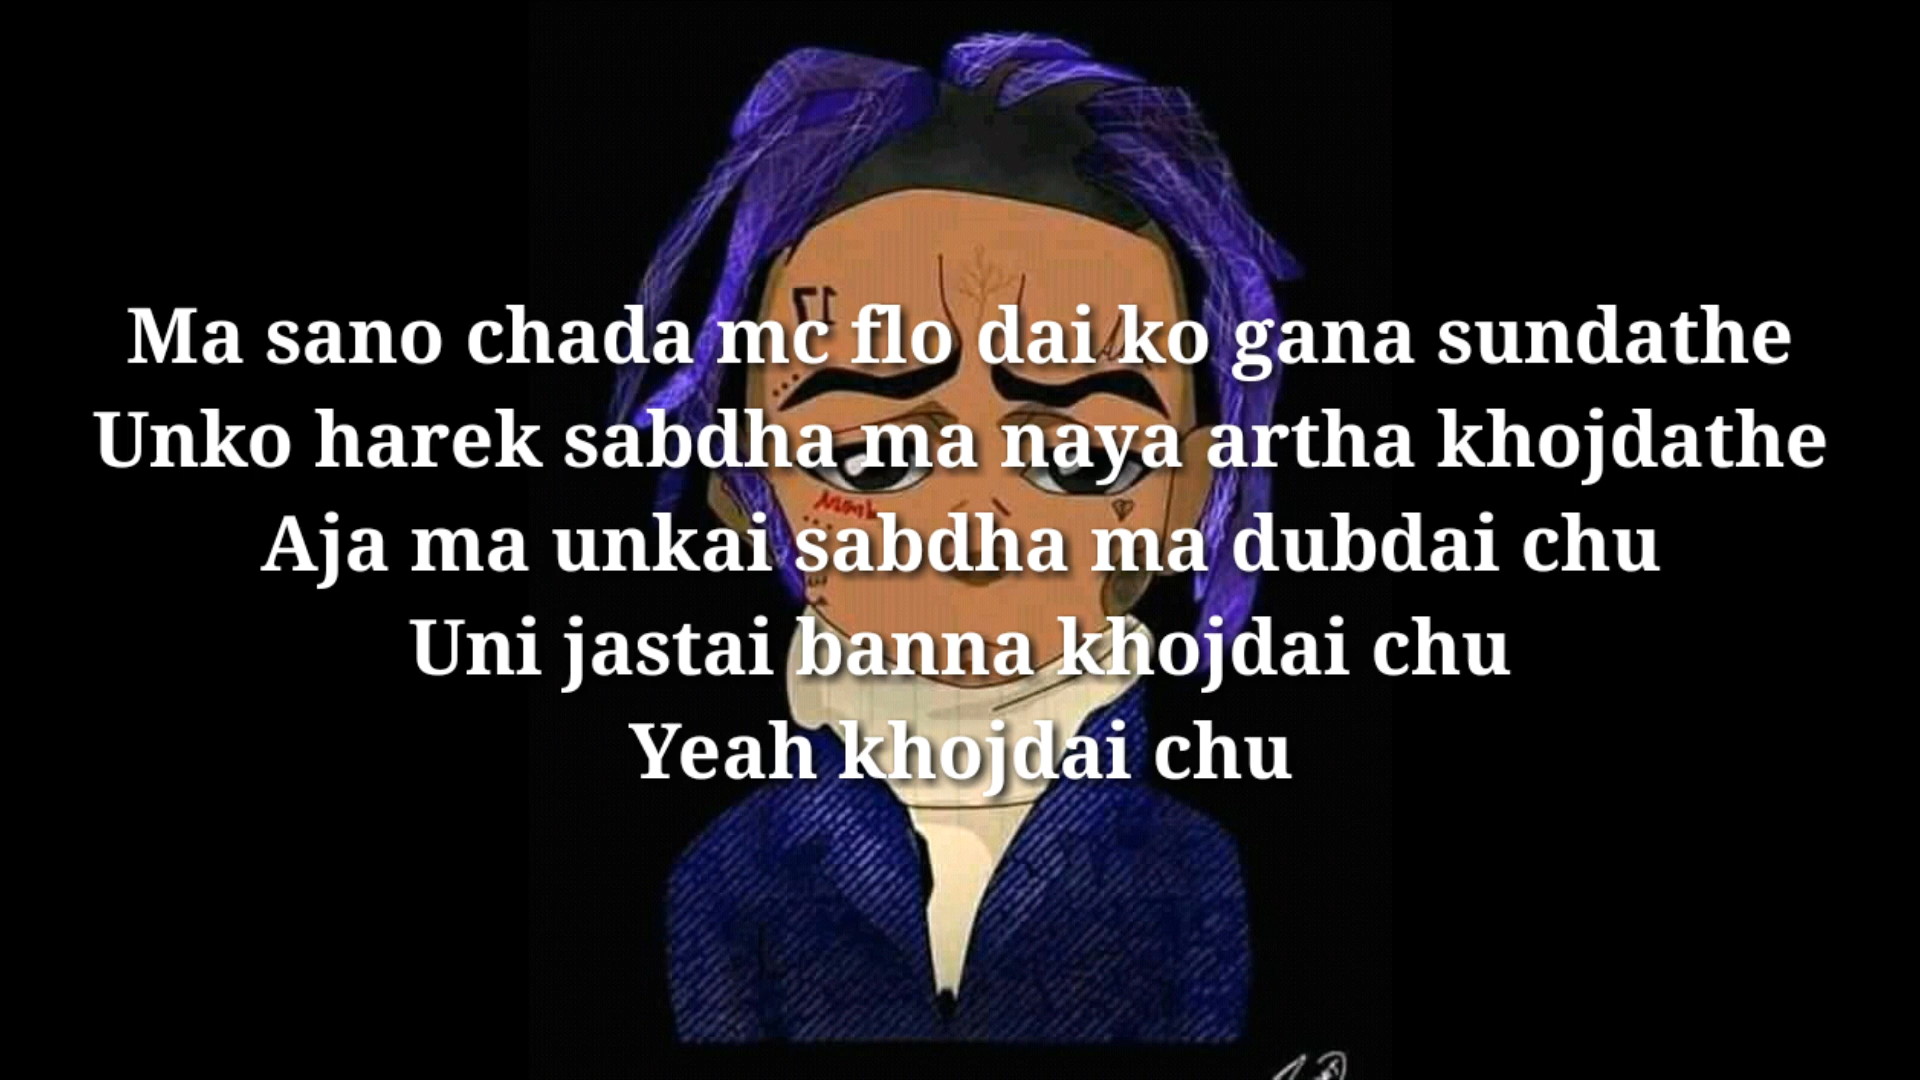 17
Ma sano chada mc flo dai ko gana sundathe
Unko harek sabdha ma naya artha khojdathe
Aja ma unkai sabdha ma dubdai chu
Uni jastai banna khojdai chu
Yeah khojdai chu